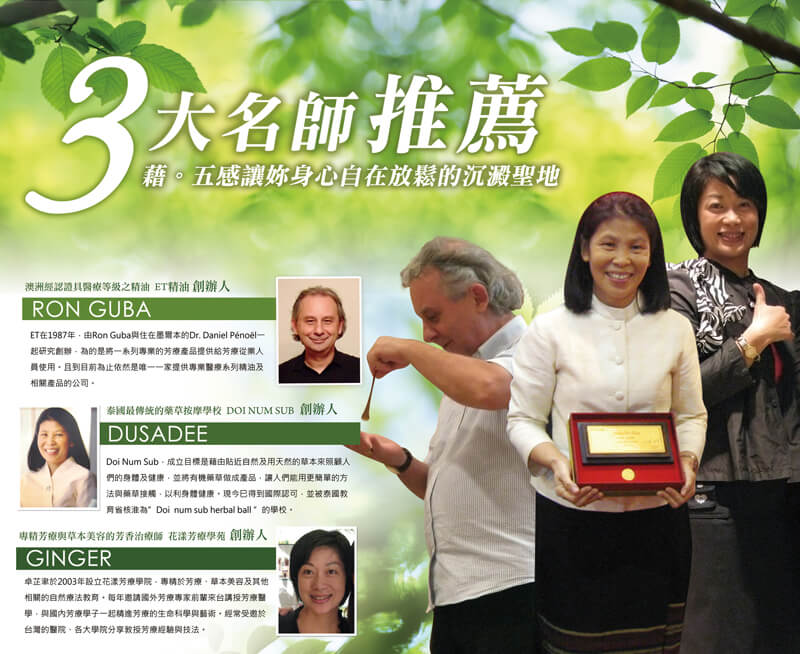 3大名師推薦
藉。五感讓妳身心自在放鬆的沉澱聖地
澳洲經認證具醫療等級之精油 ET精油 創辦人
RON GUBA
ET在1987年，由Ron Guba與住在墨爾本的Dr. Daniel Pénoël一
起研究創辦，為的是將一系列專業的芳療產品提供給芳療從業人
員使用。且到目前為止依然是唯一一家提供專業醫療系列精油及
相關產品的公司。
泰國最傳統的藥草按摩學校 DOI NUM SUB 創辦人
DUSADEE
Doi Num Sub，成立目標是藉由貼近自然及用天然的草本來照顧人
們的身體及健康，並將有機藥草做成產品，讓人們能用更簡單的方
法與藥草接觸，以利身體健康。現今巳得到國際認可，並被泰國教
育省核淮為”Doi num sub herbal ball ”的學校。
專精芳療與草本美容的芳香治療師 花漾芳療學苑 創辦人
GINGER
卓芷聿於2003年設立花漾芳療學院，專精於芳療、草本美容及其他
相關的自然療法教育。每年邀請國外芳療專家前輩來台講授芳療醫
學，與國內芳療學子一起精進芳療的生命科學與藝術。經常受邀於
台灣的醫院、各大學院分享教授芳療經驗與技法。